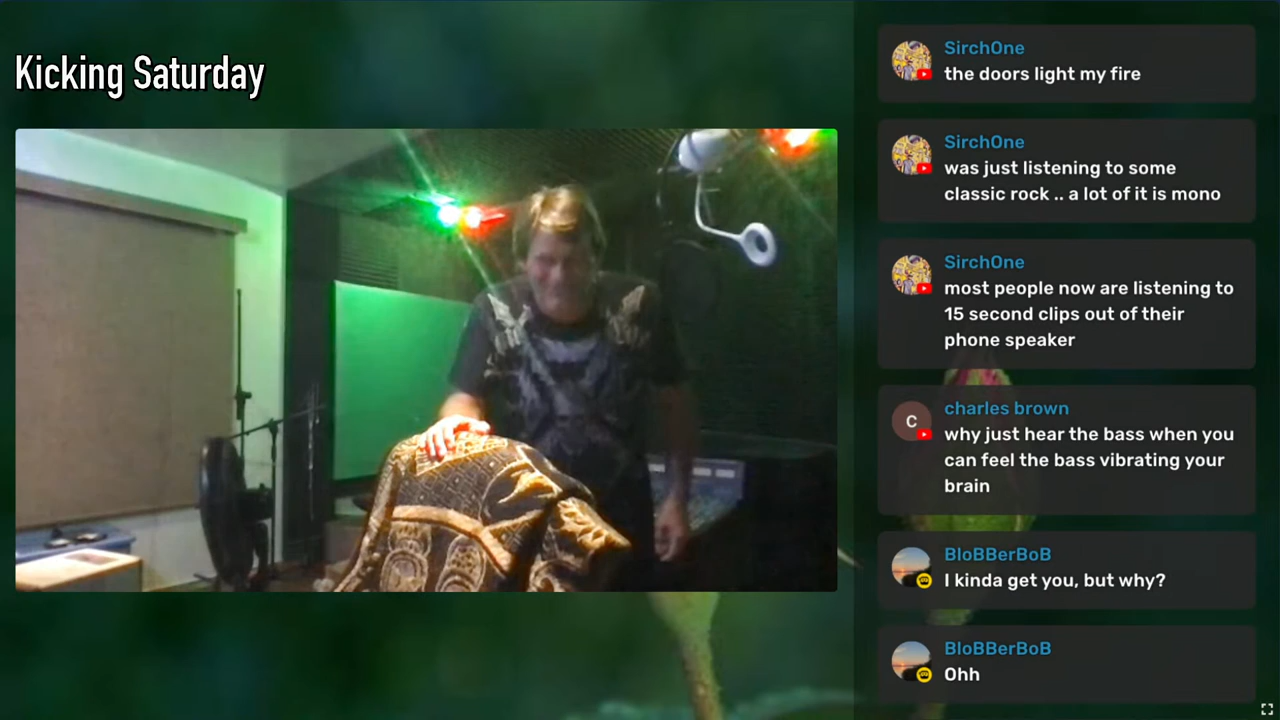 Kicking Saturday
SirchOne
the doors light my fire
SirchOne
was just listening to some
classic rock .. a lot of it is mono
SirchOne
most people now are listening to
15 second clips out of their
phone speaker
C
charles brown
why just hear the bass when you
can feel the bass vibrating your
brain
BloBBerBoB
I kinda get you, but why?
BloBBerBoB
Ohh